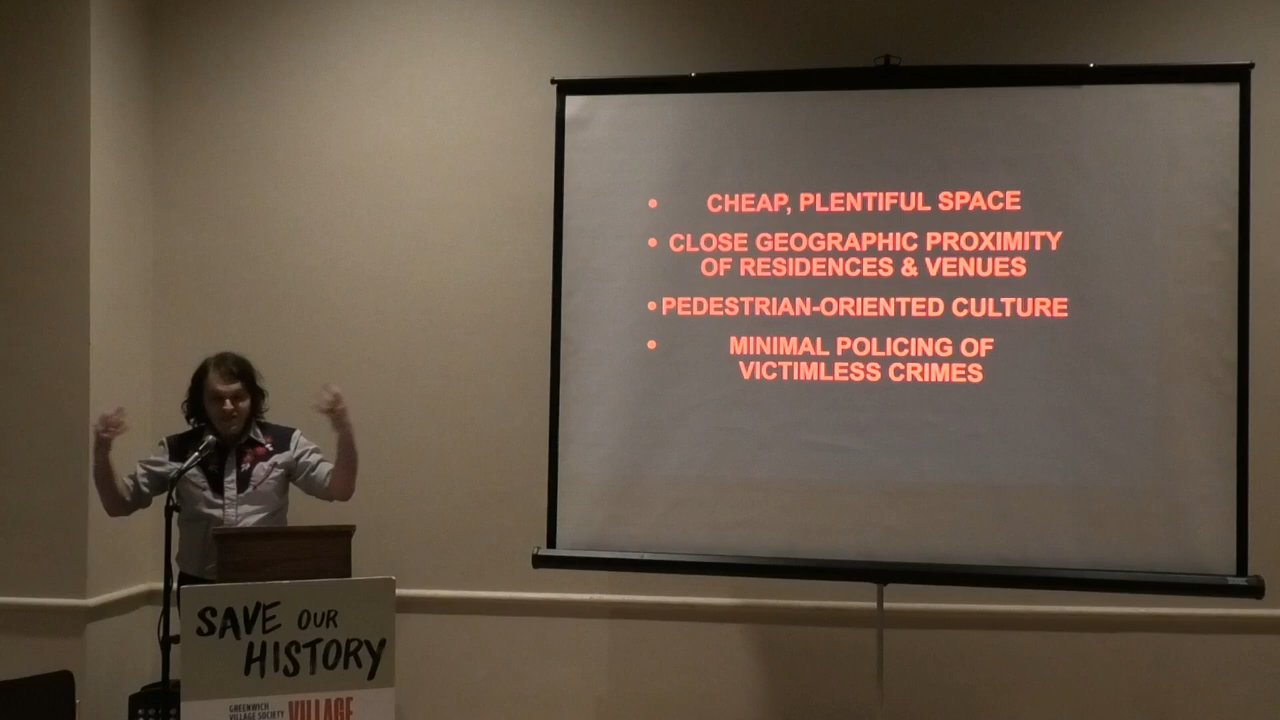 • CHEAP, PLENTIFUL SPACE
• CLOSE GEOGRAPHIC PROXIMITY
OF RESIDENCES & VENUES
• PEDESTRIAN-ORIENTED CULTURE
• MINIMAL POLICING OF
VICTIMLESS CRIMES
SAVE OUR
HISTORY
GREENWICH
VILLAGE SOCIETY
VILLAGE